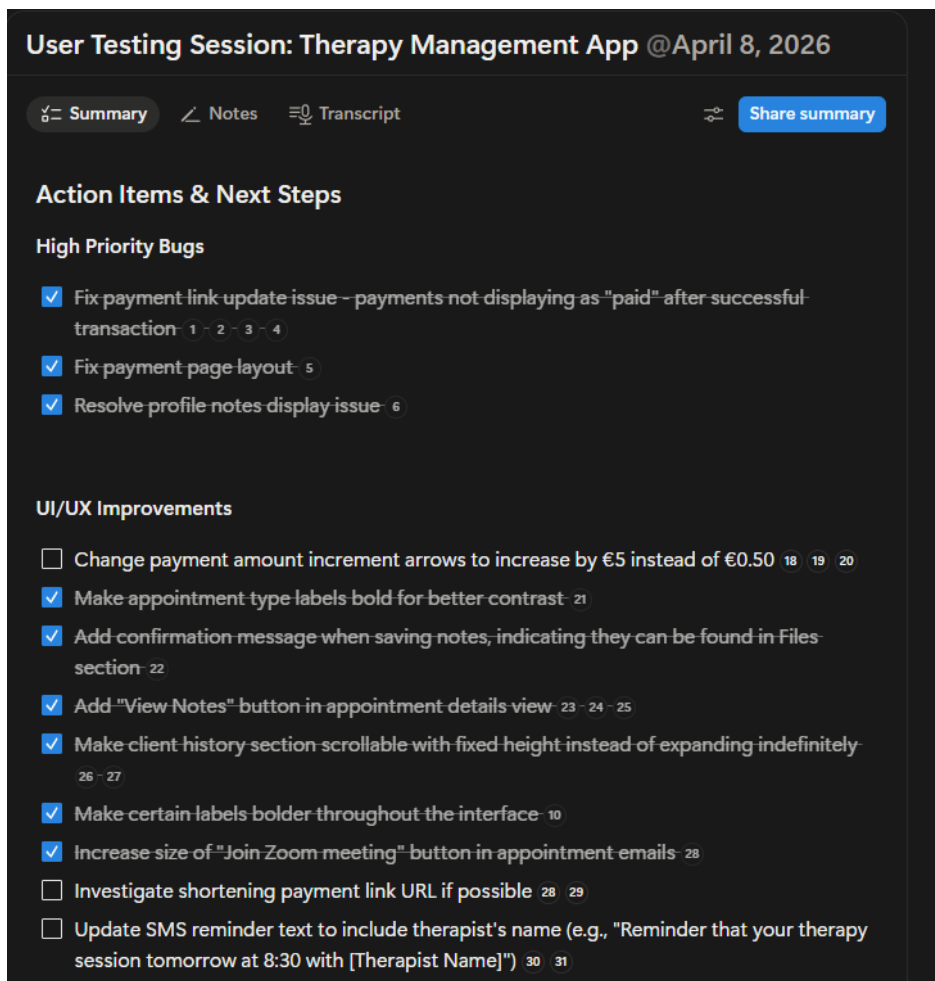 User Testing Session: Therapy Management App @April 8, 2026
Summary Notes Transcript Share summary
Action Items & Next Steps
High Priority Bugs
Fix payment link update issue - payments not displaying as "paid" after successful
transaction 1 2 3 4
Fix payment page layout 5
Resolve profile notes display issue 6
UI/UX Improvements
Change payment amount increment arrows to increase by €5 instead of €0.50 18 19 20
Make appointment type labels bold for better contrast 21
Add confirmation message when saving notes, indicating they can be found in Files
section 22
Add "View Notes" button in appointment details view 23 24 25
Make client history section scrollable with fixed height instead of expanding indefinitely
26 27
Make certain labels bolder throughout the interface 10
Increase size of "Join Zoom meeting" button in appointment emails 28
Investigate shortening payment link URL if possible 28 29
Update SMS reminder text to include therapist's name (e.g., "Reminder that your therapy
session tomorrow at 8:30 with [Therapist Name]") 30 31